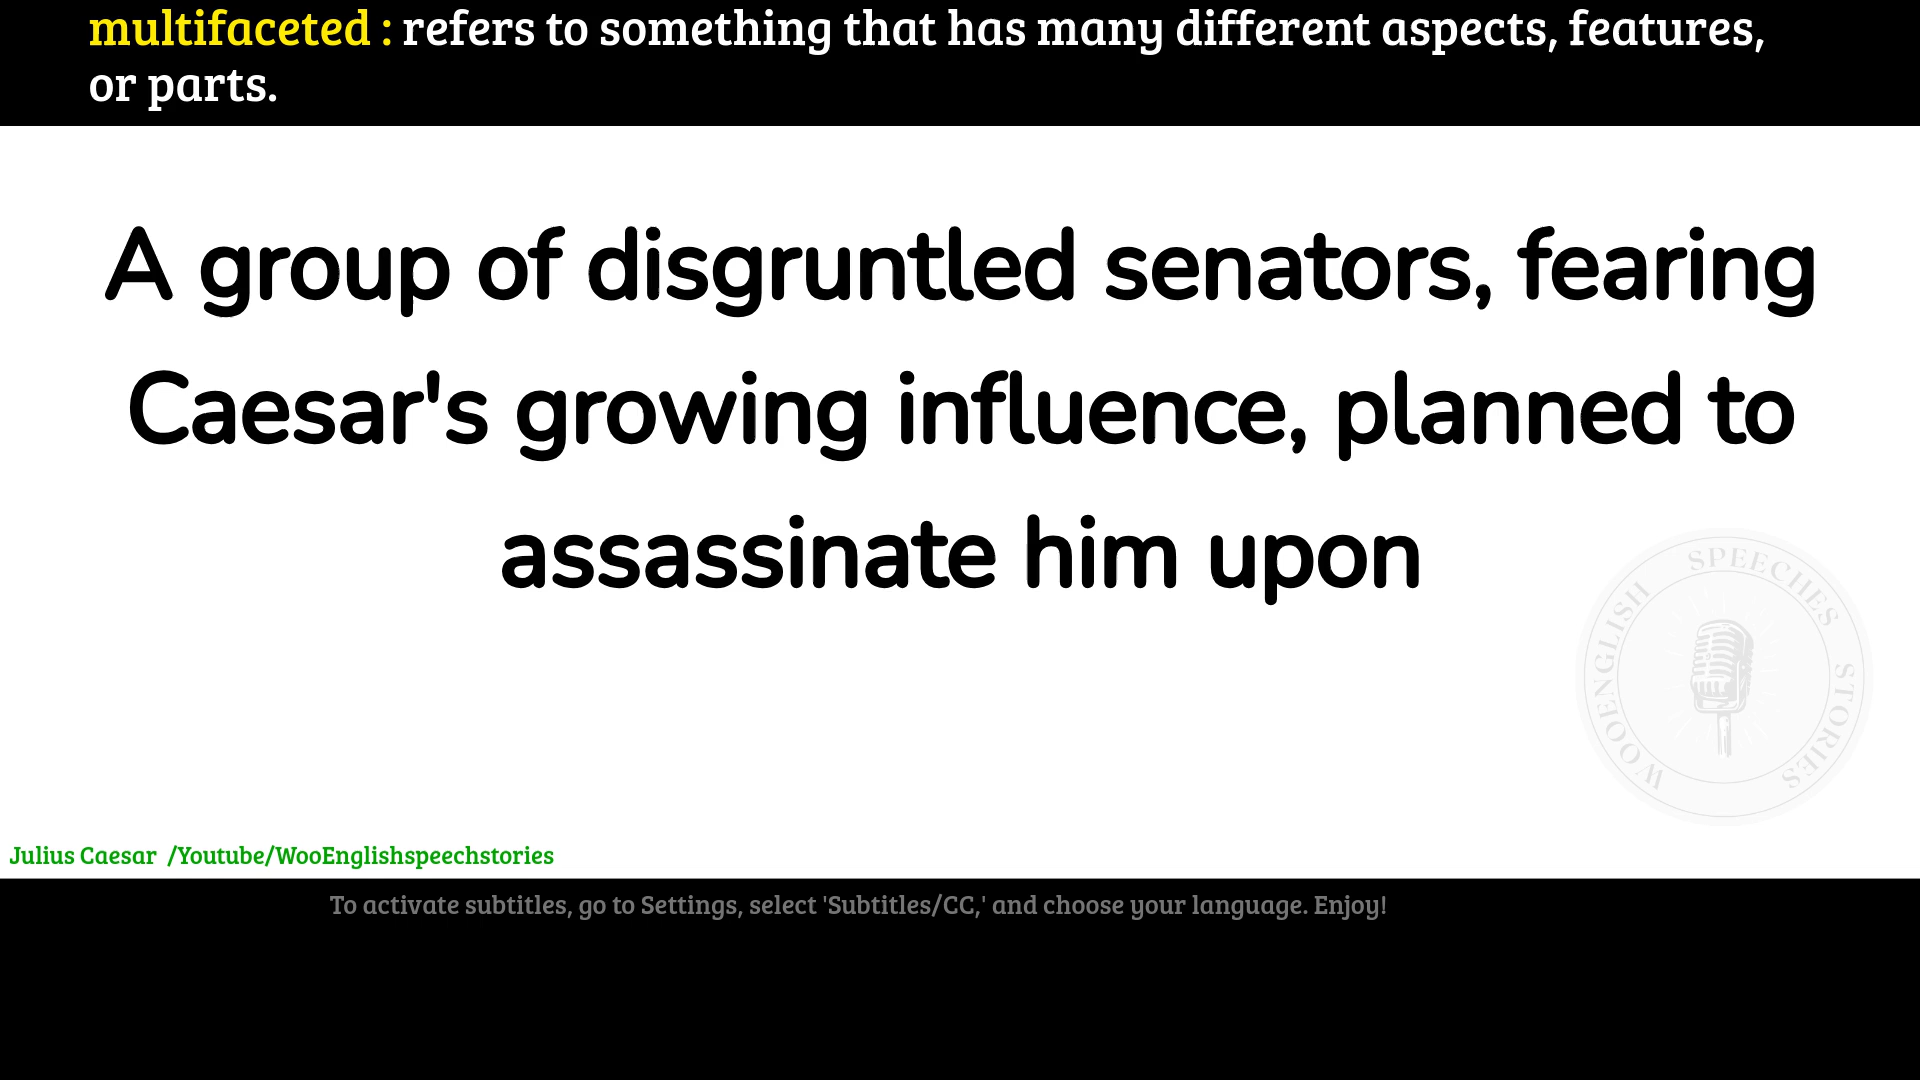 multifaceted : refers to something that has many different aspects, features,
or parts.
A group of disgruntled senators, fearing
Caesar's growing influence, planned to
assassinate him upon
WOOENGLISH SPEECHES STORIES
Julius Caesar /Youtube/WooEnglishspeechstories
To activate subtitles, go to Settings, select 'Subtitles/CC,' and choose your language. Enjoy!